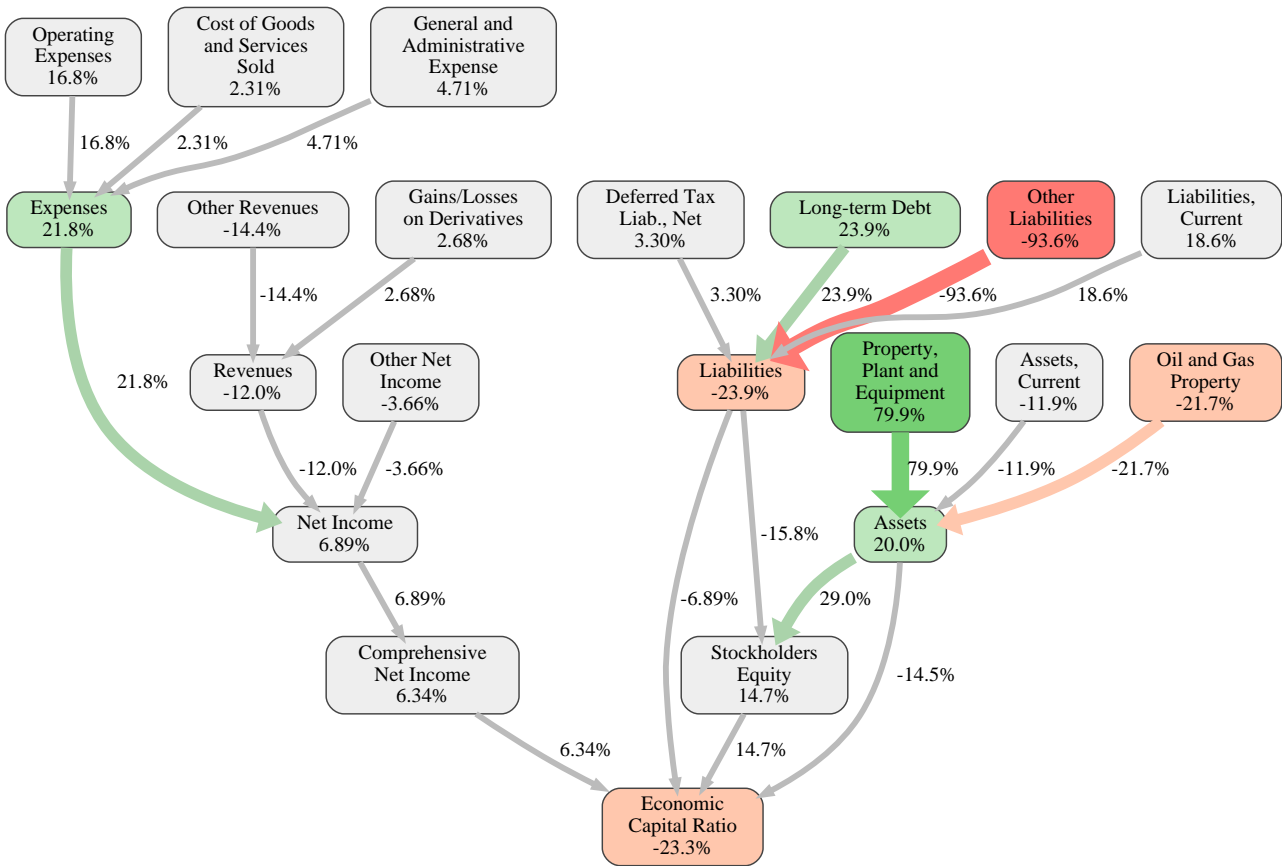 Operating
Expenses
16.8%
Cost of Goods
and Services
Sold
2.31%
General and
Administrative
Expense
4.71%
16.8%
2.31%
4.71%
Expenses
21.8%
Other Revenues
-14.4%
Gains/Losses
on Derivatives
2.68%
Deferred Tax
Liab., Net
3.30%
Long-term Debt
23.9%
Other
Liabilities
-93.6%
Liabilities,
Current
18.6%
-14.4%
2.68%
3.30%
23.9%
-93.6%
18.6%
21.8%
Revenues
-12.0%
Other Net
Income
-3.66%
Liabilities
-23.9%
Property,
Plant and
Equipment
79.9%
Assets,
Current
-11.9%
Oil and Gas
Property
-21.7%
-12.0%
-3.66%
79.9%
-11.9%
-21.7%
Net Income
6.89%
-15.8%
Assets
20.0%
6.89%
-6.89%
29.0%
Comprehensive
Net Income
6.34%
Stockholders
Equity
14.7%
-14.5%
6.34%
14.7%
Economic
Capital Ratio
-23.3%